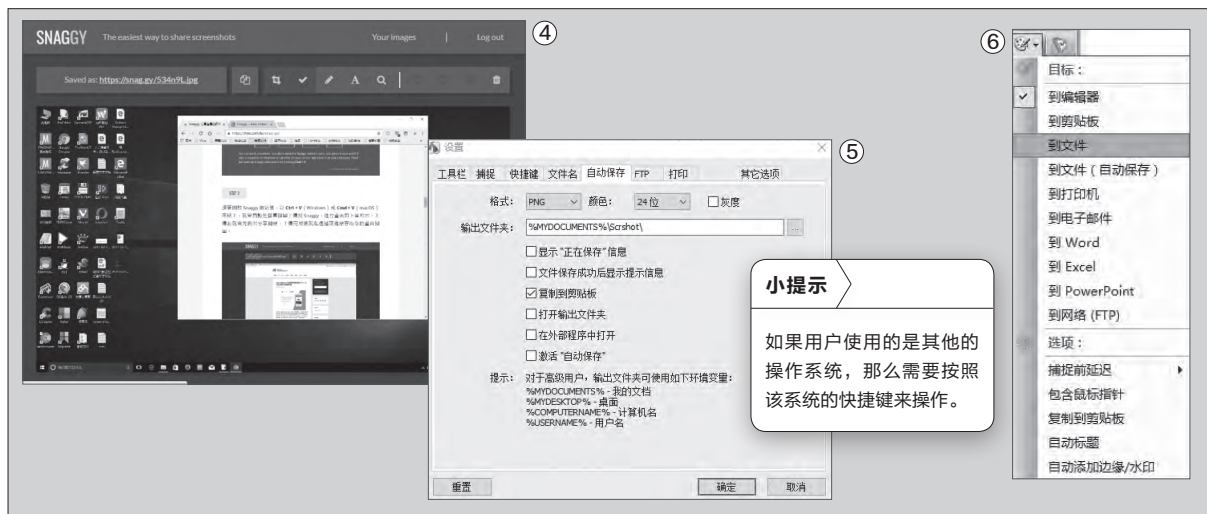 SNAGGY The easiest way to share screenshots Your images | Log out
④
Saved as: https://snag.gy/534n9L.jpg
设置
⑤
工具栏 捕捉 快捷键 文件名 自动保存 FTP 打印 其它选项
格式： PNG 颜色： 24位 灰度
输出文件夹： %MYDOCUMENTS%\Scrshot\ ...
显示“正在保存”信息
文件保存成功后显示提示信息
复制到剪贴板
打开输出文件夹
在外部程序中打开
激活“自动保存”
提示： 对于高级用户，输出文件夹可使用如下环境变量：
%MYDOCUMENTS% - 我的文档
%MYDESKTOP% - 桌面
%COMPUTERNAME% - 计算机名
%USERNAME% - 用户名
重置 确定 取消
小提示
如果用户使用的是其他的
操作系统，那么需要按照
该系统的快捷键来操作。
⑥
目标：
到编辑器
到剪贴板
到文件
到文件（自动保存）
到打印机
到电子邮件
到 Word
到 Excel
到 PowerPoint
到网络 (FTP)
选项：
捕捉前延迟
包含鼠标指针
复制到剪贴板
自动标题
自动添加边缘/水印